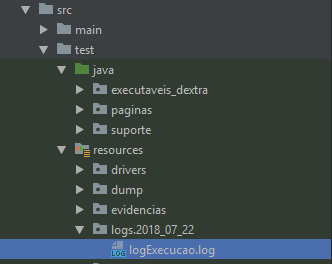 src
main
test
java
executaveis_dextra
paginas
suporte
resources
drivers
dump
evidencias
logs.2018_07_22
LOG logExecucao.log